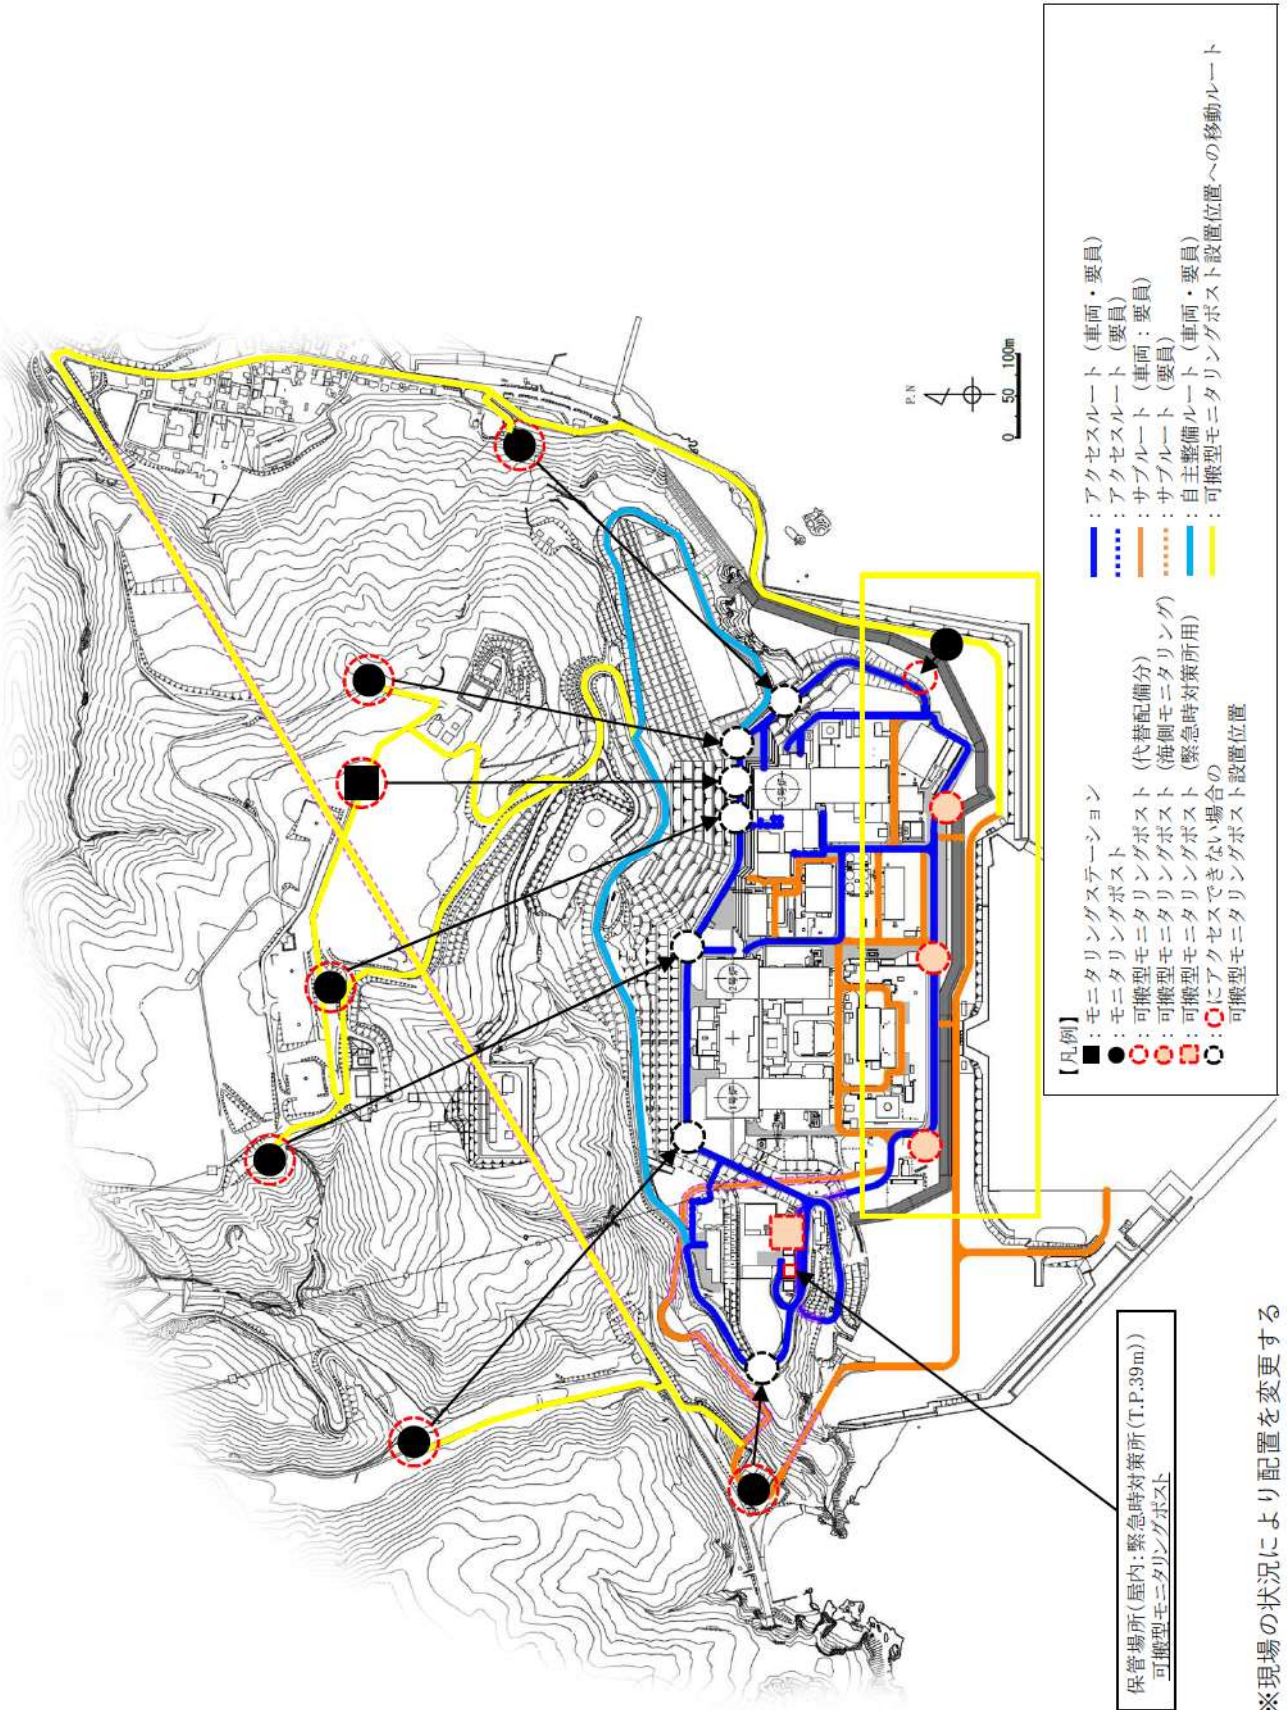 P.N
0 50 100m
3号炉
2号炉
1号炉
【凡例】
■：モニタリングステーション
●：モニタリングポスト
：可搬型モニタリングポスト（代替配備分）
：可搬型モニタリングポスト（海側モニタリング）
：可搬型モニタリングポスト（緊急時対策所用）
：にアクセスできない場合の
可搬型モニタリングポスト設置位置
：アクセスルート（車両・要員）
：アクセスルート（要員）
：サブルート（車両：要員）
：サブルート（要員）
：自主整備ルート（車両・要員）
：可搬型モニタリングポスト設置位置への移動ルート
保管場所(屋内:緊急時対策所(T.P.39m))
可搬型モニタリングポスト
※現場の状況により配置を変更する